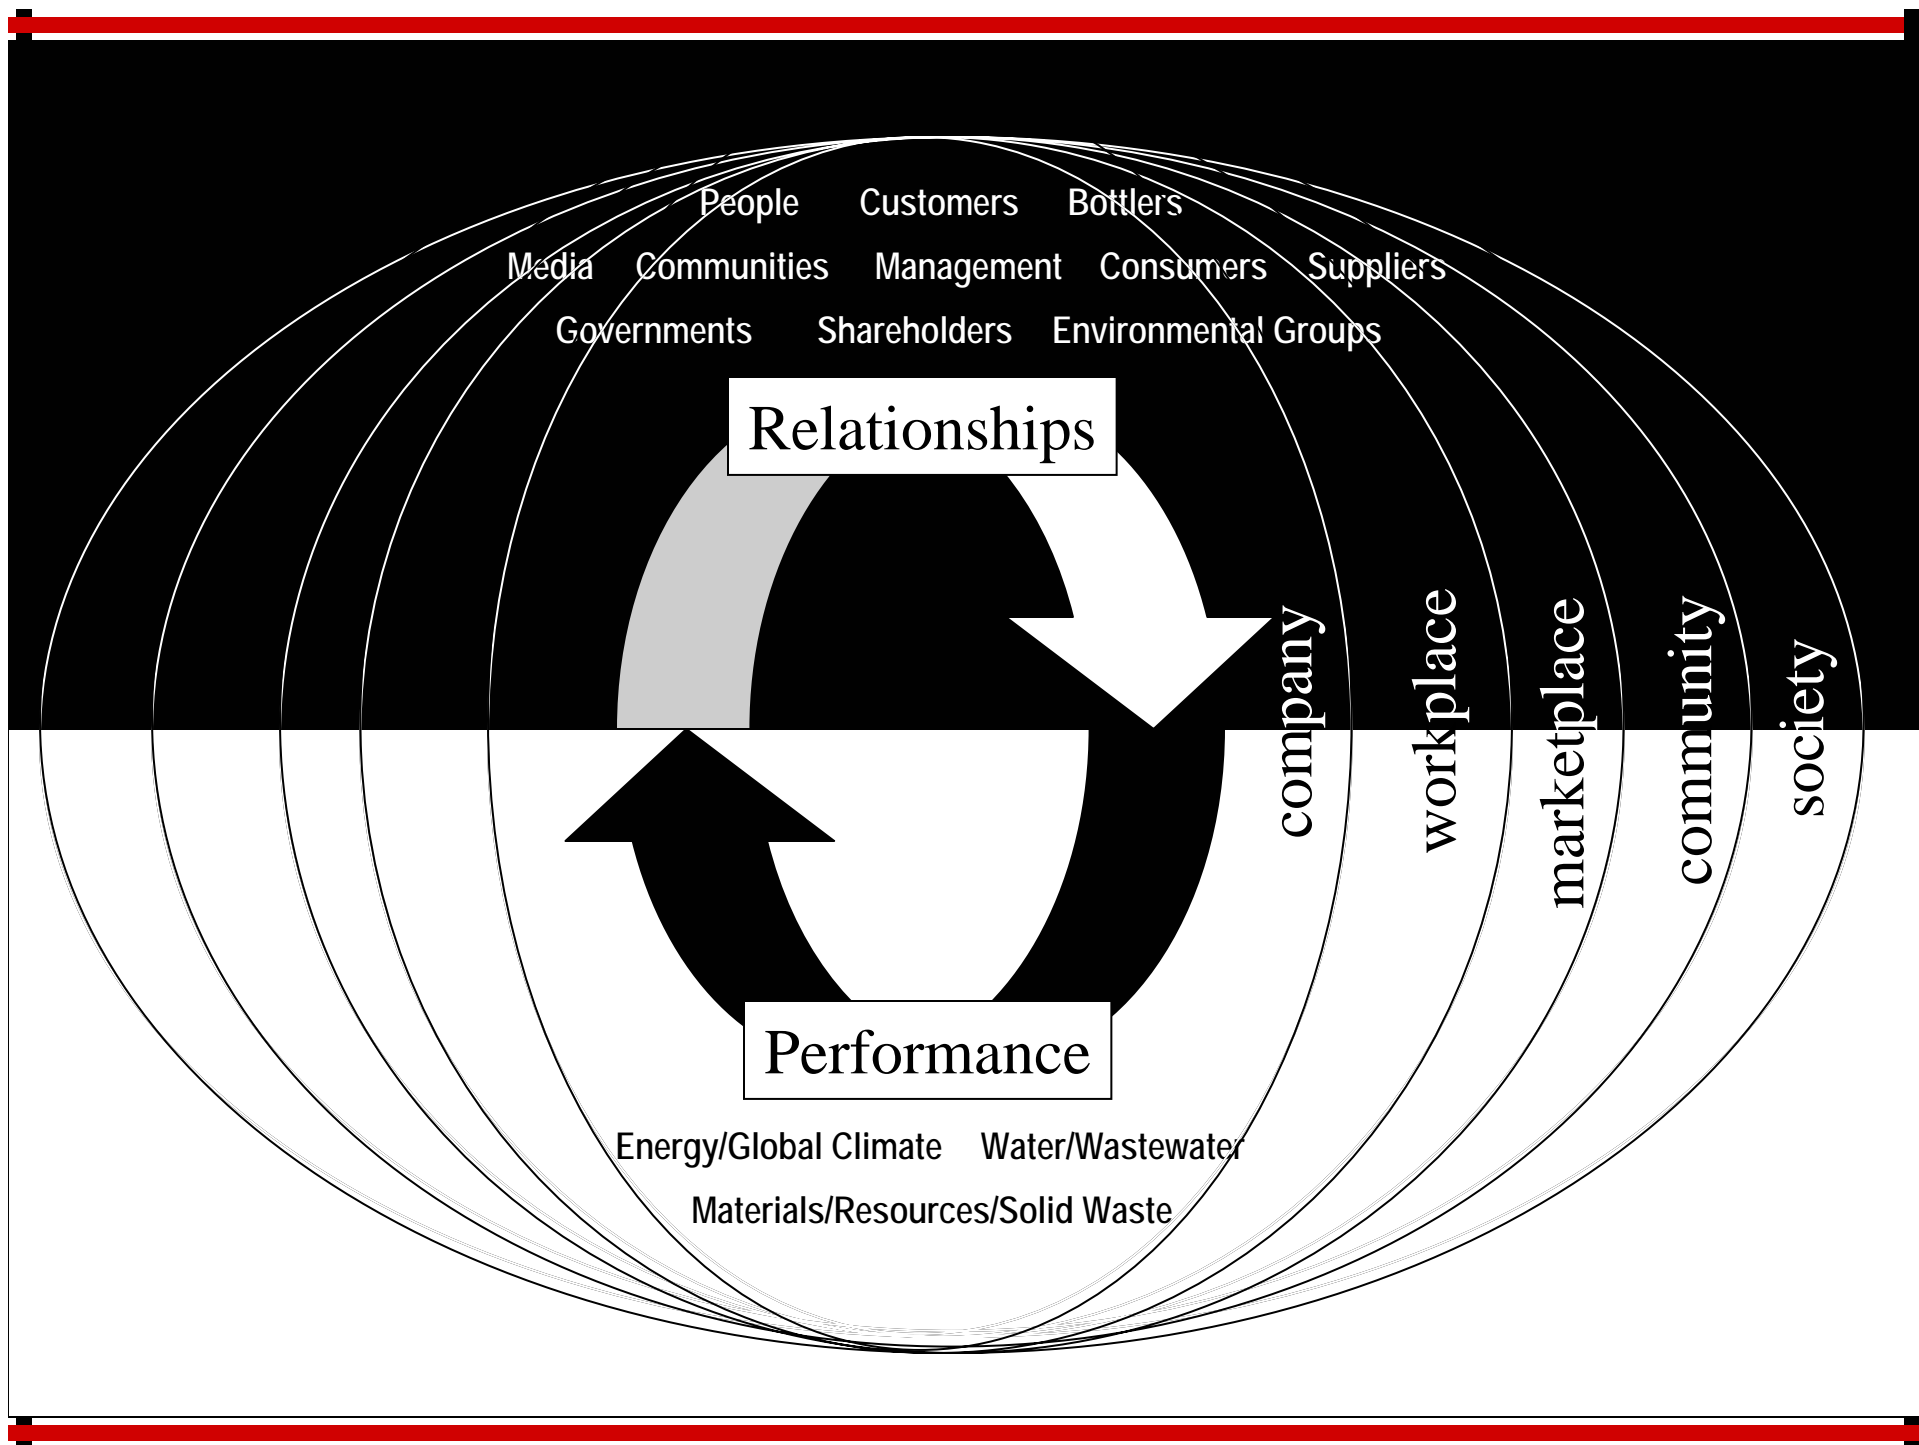 People Customers Bottlers
Media Communities Management Consumers Suppliers
Governments Shareholders Environmental Groups
Relationships
company
workplace
marketplace
community
society
Performance
Energy/Global Climate Water/Wastewater
Materials/Resources/Solid Waste